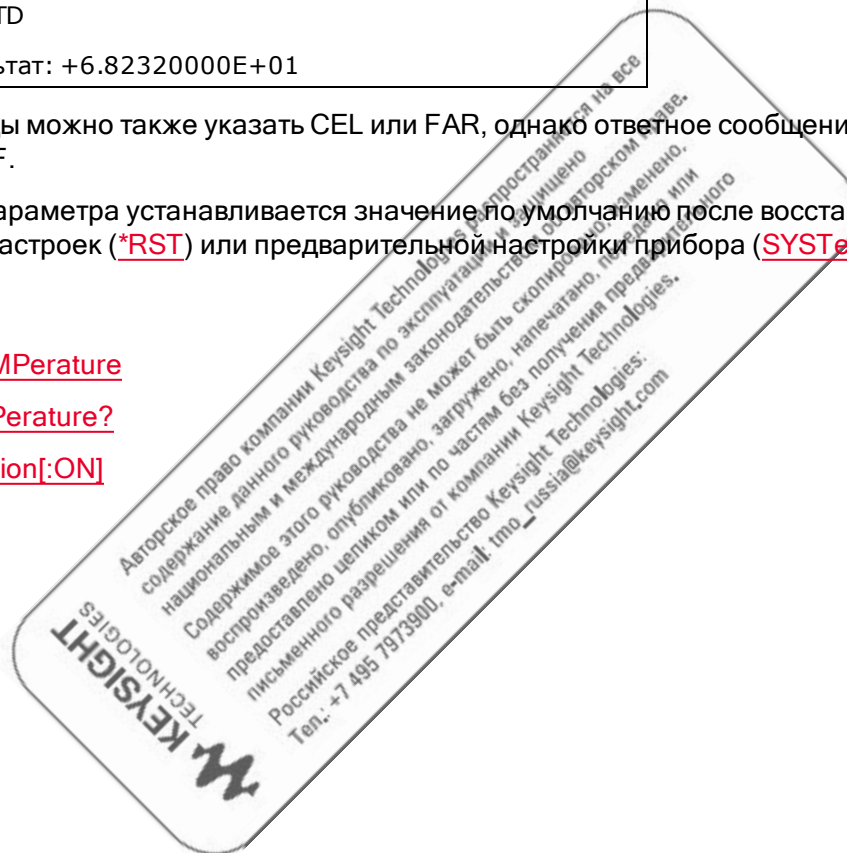 TD
ьтат: +6.82320000E+01
ы можно также указать CEL или FAR, однако ответное сообщени
F.
араметра устанавливается значение по умолчанию после восста
астроек (*RST) или предварительной настройки прибора (SYSTe
MPerature
Perature?
ion[:ON]
Авторское право компании Keysight Technologies распространяется на все
содержание данного руководства по эксплуатации и защищено
национальным и международным законодательством об авторском праве.
Содержимое этого руководства не может быть скопировано, изменено,
воспроизведено, опубликовано, загружено, напечатано, передано или
предоставлено целиком или по частям без получения предварительного
письменного разрешения от компании Keysight Technologies.
Российское представительство Keysight Technologies:
Тел.: +7 495 7973900, e-mail: tmo_russia@keysight.com
KEYSIGHT
TECHNOLOGIES